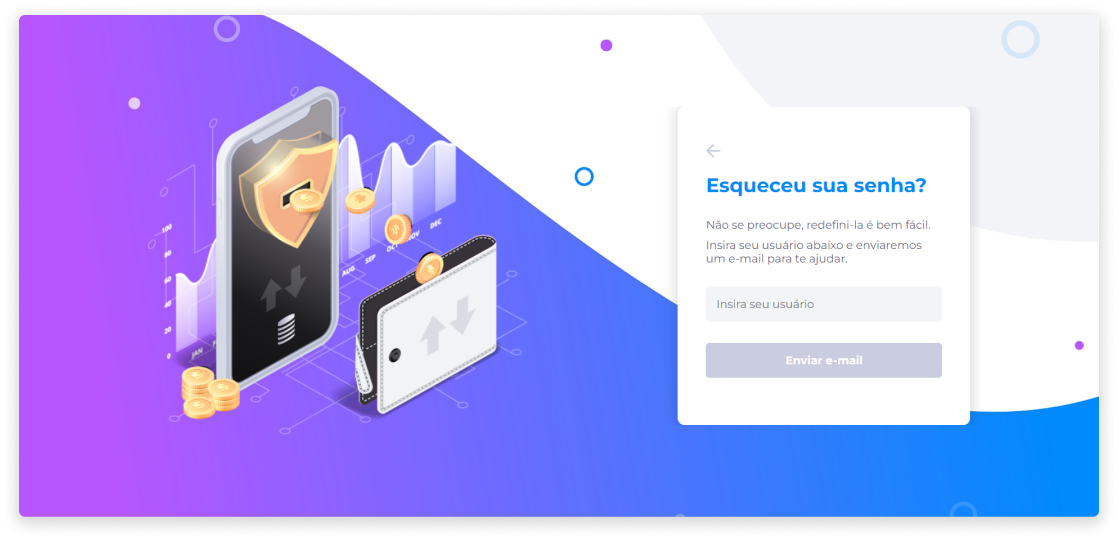 Esqueceu sua senha?
Não se preocupe, redefini-la é bem fácil.
Insira seu usuário abaixo e enviaremos
um e-mail para te ajudar.
Insira seu usuário
Enviar e-mail
100
80
60
40
20
0
JAN
AUG
SEP
OCT
NOV
DEC